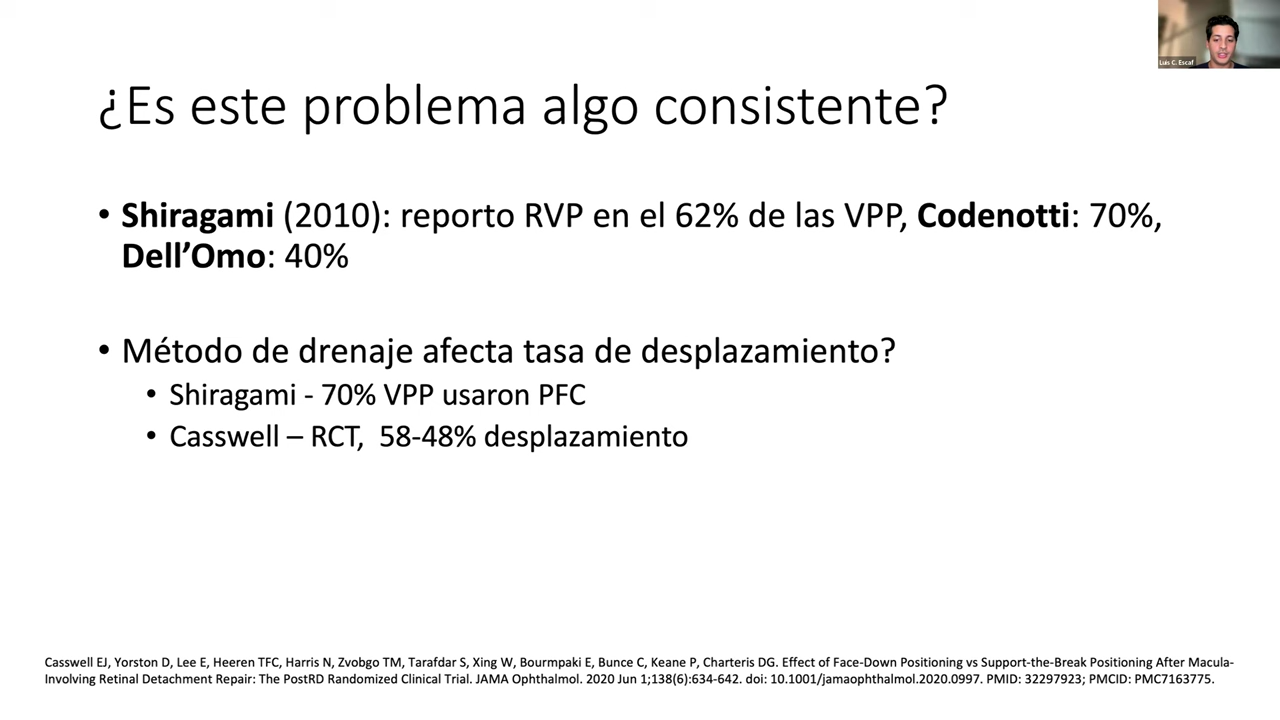 Luis C. Escaf
¿Es este problema algo consistente?
• Shiragami (2010): reporto RVP en el 62% de las VPP, Codenotti: 70%,
Dell’Omo: 40%
• Método de drenaje afecta tasa de desplazamiento?
• Shiragami - 70% VPP usaron PFC
• Casswell – RCT, 58-48% desplazamiento
Casswell EJ, Yorston D, Lee E, Heeren TFC, Harris N, Zvobgo TM, Tarafdar S, Xing W, Bourmpaki E, Bunce C, Keane P, Charteris DG. Effect of Face-Down Positioning vs Support-the-Break Positioning After Macula-
Involving Retinal Detachment Repair: The PostRD Randomized Clinical Trial. JAMA Ophthalmol. 2020 Jun 1;138(6):634-642. doi: 10.1001/jamaophthalmol.2020.0997. PMID: 32297923; PMCID: PMC7163775.